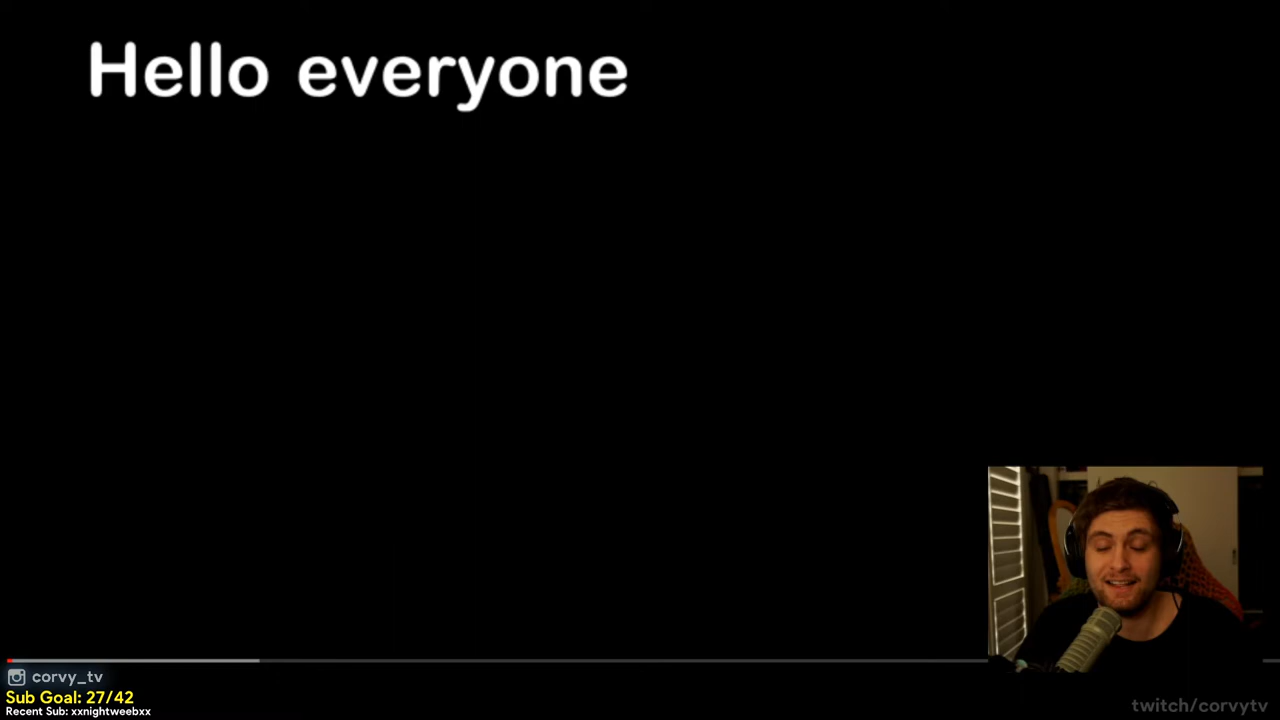 Hello everyone
corvy_tv
Sub Goal: 27/42
Recent Sub: xxnightweebxx
twitch/corvytv